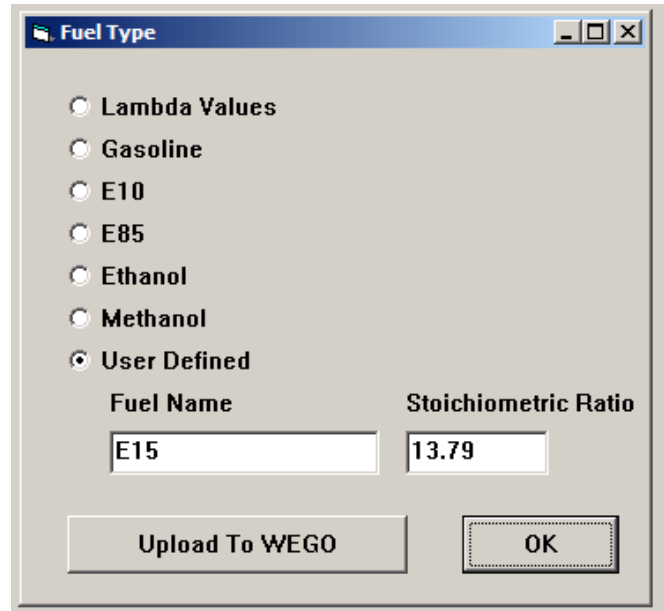 Fuel Type
Lambda Values
Gasoline
E10
E85
Ethanol
Methanol
User Defined
Fuel Name Stoichiometric Ratio
E15 13.79
Upload To WEGO OK